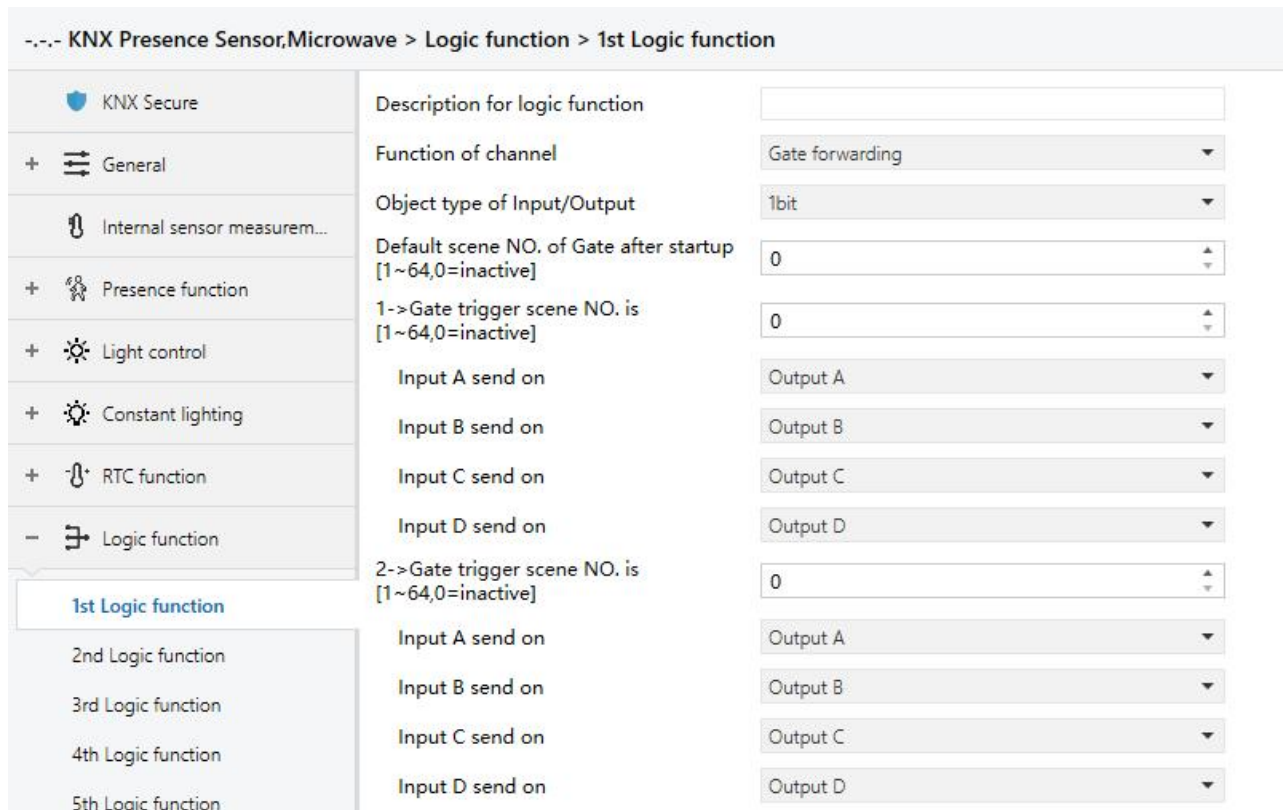 -.-.- KNX Presence Sensor,Microwave > Logic function > 1st Logic function
KNX Secure
+ General
Internal sensor measurem...
+ Presence function
+ Light control
+ Constant lighting
+ RTC function
− Logic function
1st Logic function
2nd Logic function
3rd Logic function
4th Logic function
5th Logic function
Description for logic function
Function of channel Gate forwarding
Object type of Input/Output 1bit
Default scene NO. of Gate after startup
[1~64,0=inactive] 0
1->Gate trigger scene NO. is
[1~64,0=inactive] 0
Input A send on Output A
Input B send on Output B
Input C send on Output C
Input D send on Output D
2->Gate trigger scene NO. is
[1~64,0=inactive] 0
Input A send on Output A
Input B send on Output B
Input C send on Output C
Input D send on Output D